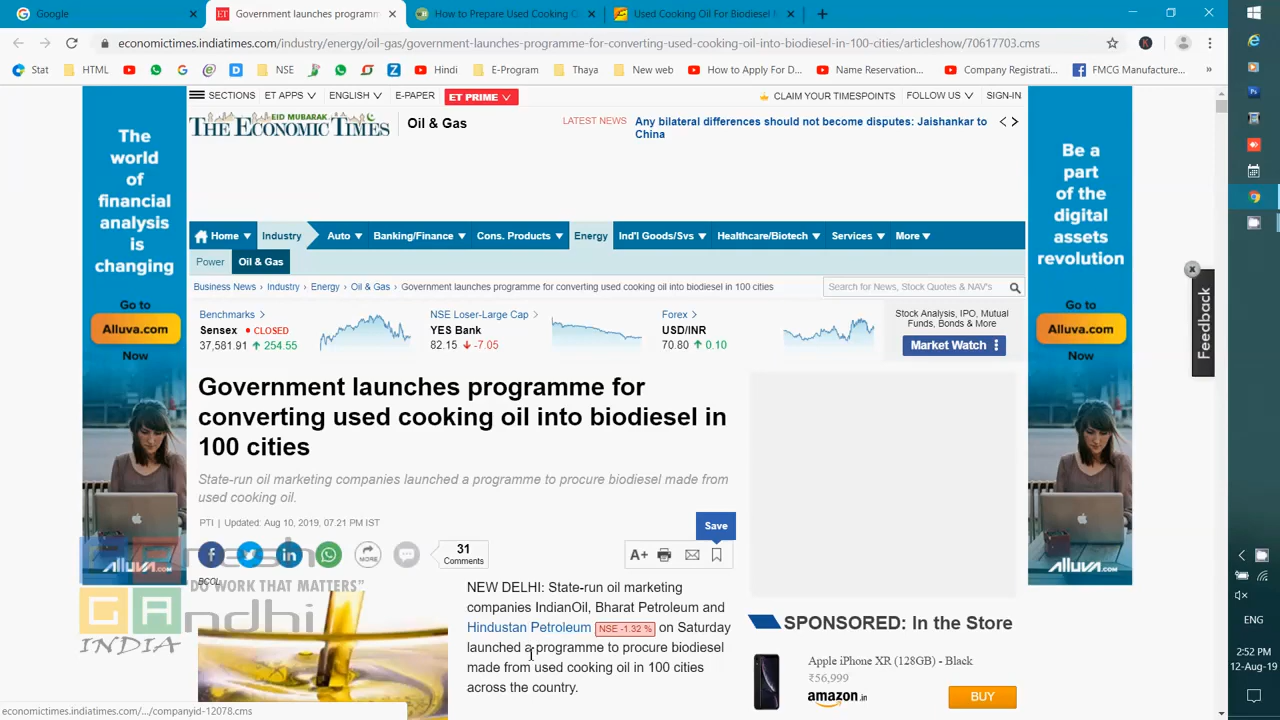 Google
Government launches programm
How to Prepare Used Cooking O
Used Cooking Oil For Biodiesel M
economictimes.indiatimes.com/industry/energy/oil-gas/government-launches-programme-for-converting-used-cooking-oil-into-biodiesel-in-100-cities/articleshow/70617703.cms
Stat
HTML
NSE
Hindi
E-Program
Thaya
New web
How to Apply For D...
Name Reservation...
Company Registrati...
FMCG Manufacture...
SECTIONS
ET APPS
ENGLISH
E-PAPER
ET PRIME
CLAIM YOUR TIMESPOINTS
FOLLOW US
SIGN-IN
EID MUBARAK
THE ECONOMIC TIMES
Oil & Gas
LATEST NEWS
Any bilateral differences should not become disputes: Jaishankar to
China
Home
Industry
Auto
Banking/Finance
Cons. Products
Energy
Ind'l Goods/Svs
Healthcare/Biotech
Services
More
Power
Oil & Gas
Business News › Industry › Energy › Oil & Gas › Government launches programme for converting used cooking oil into biodiesel in 100 cities
Search for News, Stock Quotes & NAV's
Benchmarks >
Sensex • CLOSED
37,581.91 254.55
NSE Loser-Large Cap >
YES Bank
82.15 -7.05
Forex >
USD/INR
70.80 0.10
Stock Analysis, IPO, Mutual
Funds, Bonds & More
Market Watch
Government launches programme for
converting used cooking oil into biodiesel in
100 cities
State-run oil marketing companies launched a programme to procure biodiesel made from
used cooking oil.
PTI | Updated: Aug 10, 2019, 07.21 PM IST
Save
MORE
31
Comments
A+
BCCL
NEW DELHI: State-run oil marketing
companies IndianOil, Bharat Petroleum and
Hindustan Petroleum NSE -1.32 % on Saturday
launched a programme to procure biodiesel
made from used cooking oil in 100 cities
across the country.
SPONSORED: In the Store
Apple iPhone XR (128GB) - Black
₹56,999
amazon.in
BUY
The
world
of
financial
analysis
is
changing
Go to
Alluva.com
Now
ALLUVA.com
Be a
part
of the
digital
assets
revolution
Go to
Alluva.com
Now
ALLUVA.com
x
Feedback
DO WORK THAT MATTERS"
GAndhi
INDIA
economictimes.indiatimes.com/.../companyid-12078.cms
ENG
2:52 PM
12-Aug-19